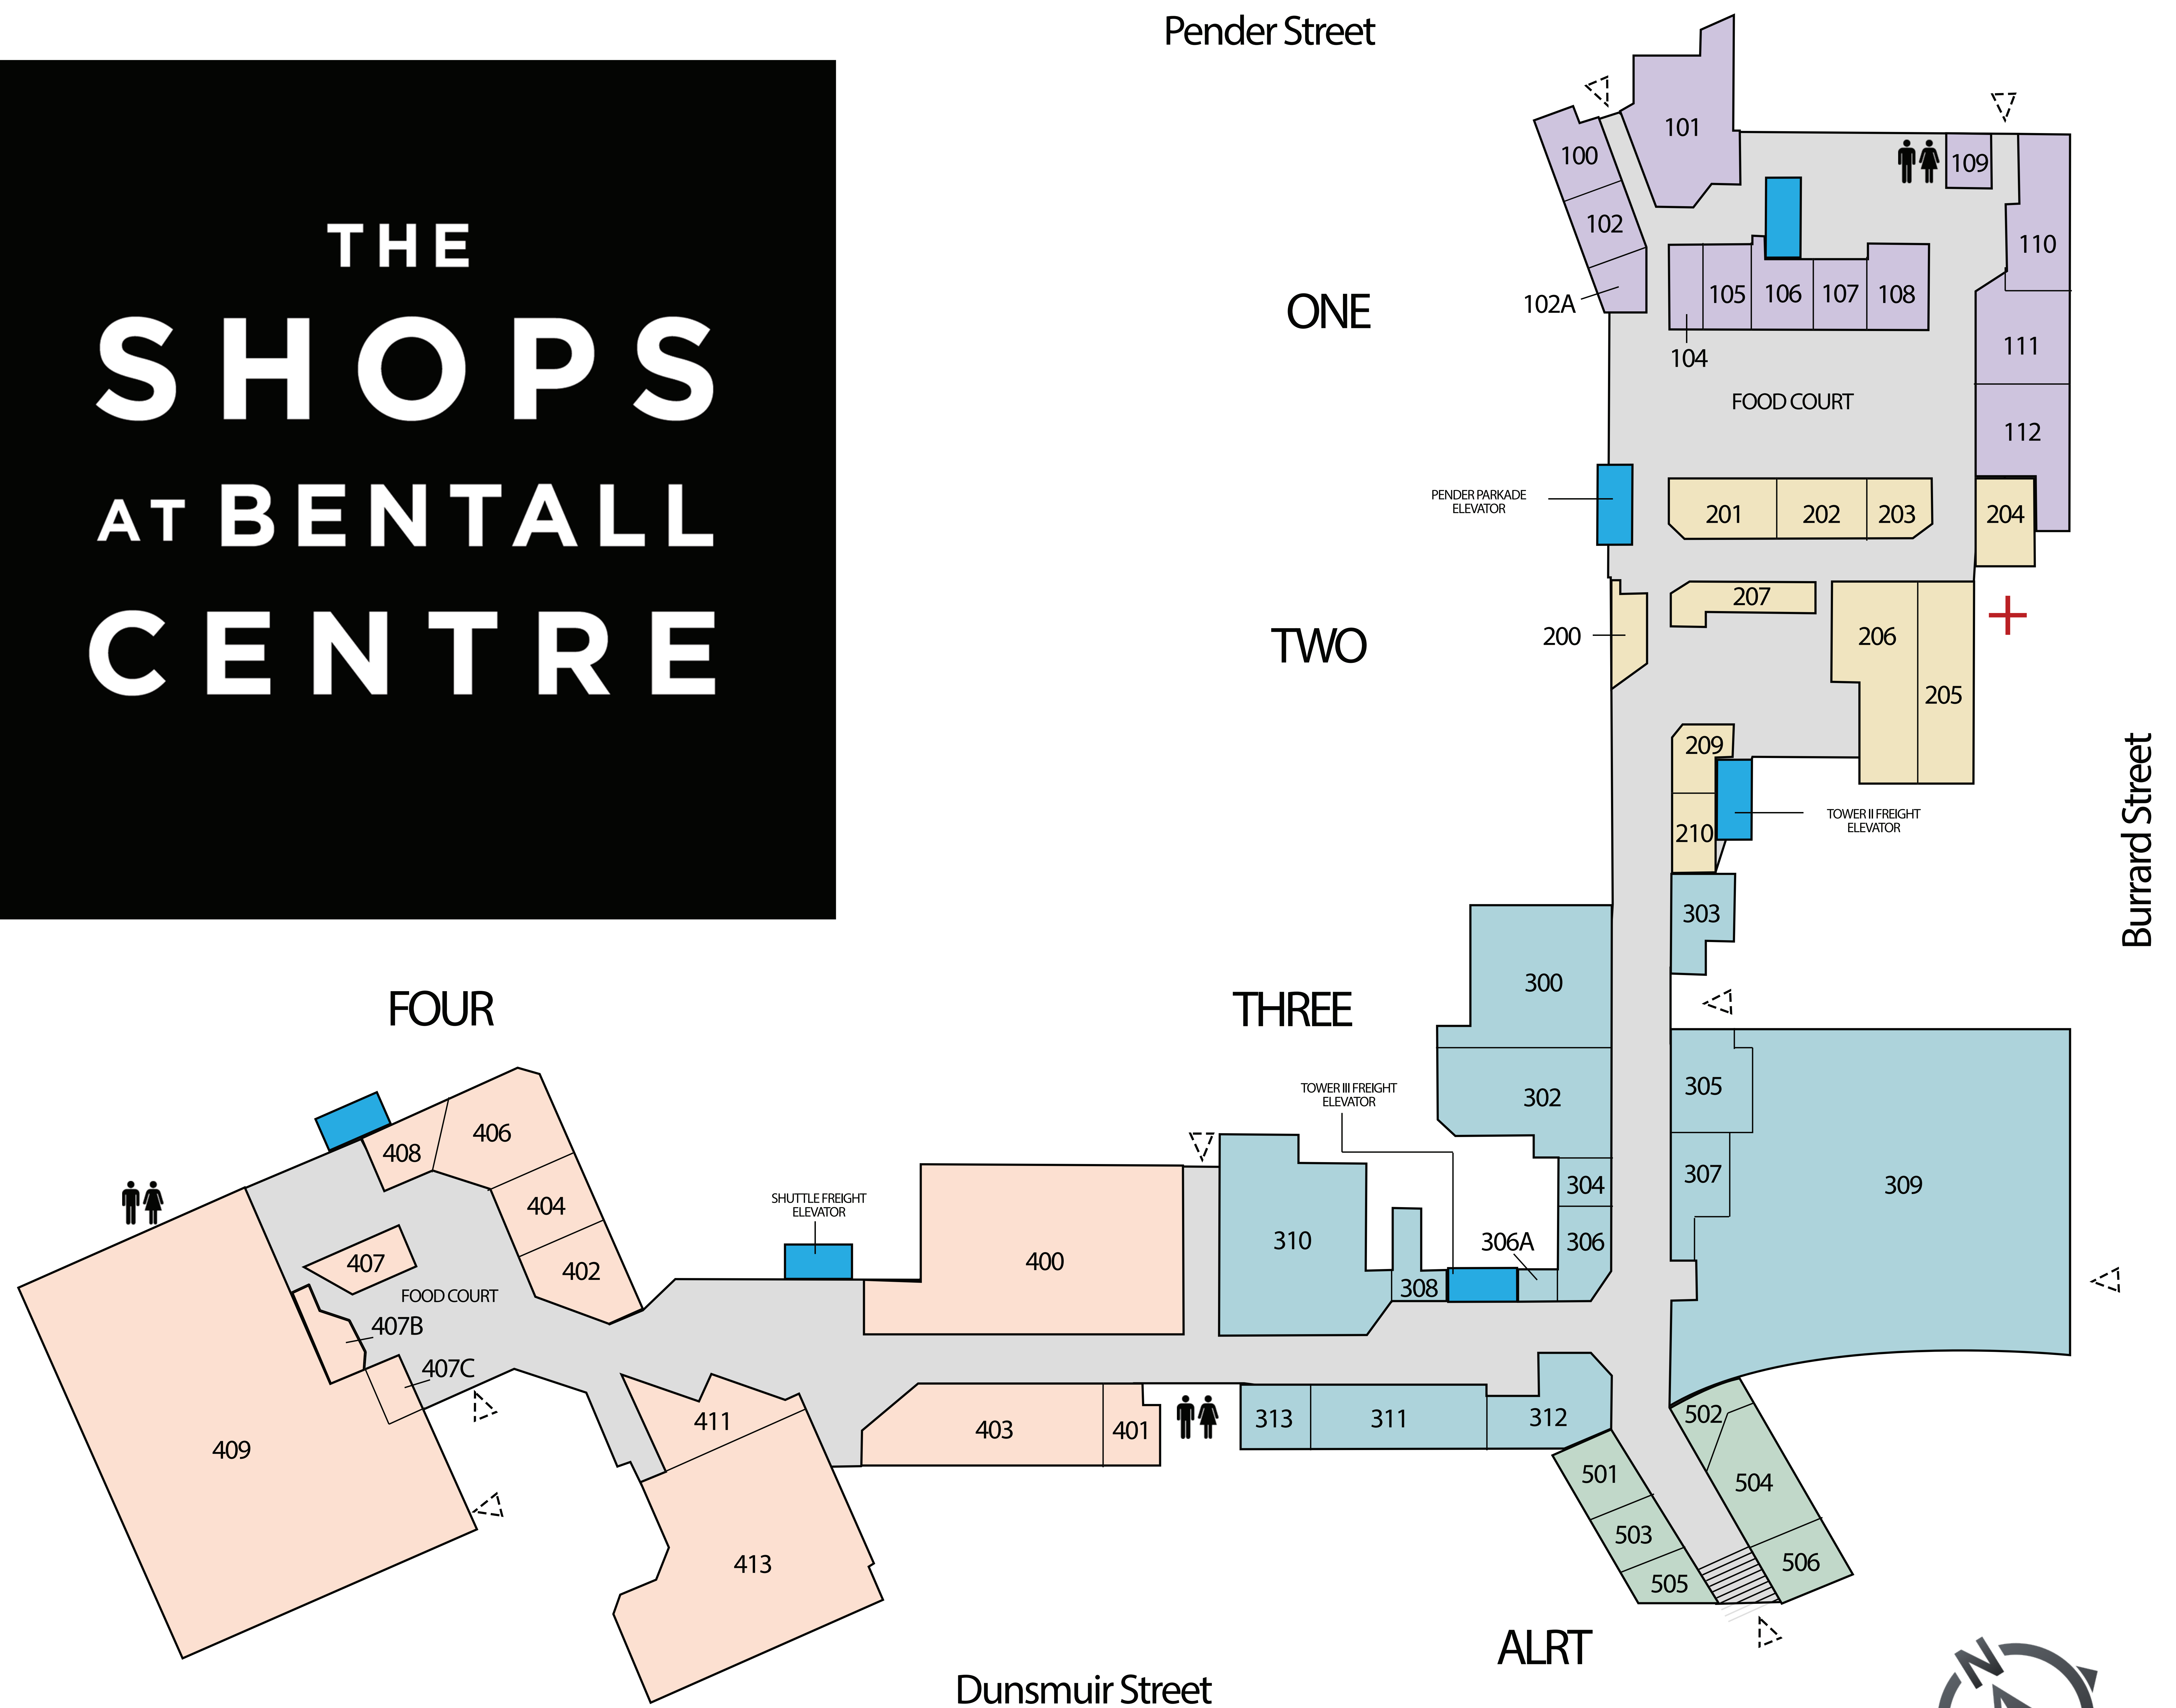 Pender Street
THE
SHOPS
AT BENTALL
CENTRE
101
100
109
102
110
102A
105
106
107
108
ONE
104
111
FOOD COURT
112
PENDER PARKADE
ELEVATOR
201
202
203
204
207
TWO
200
206
205
209
TOWER II FREIGHT
ELEVATOR
210
Burrard Street
303
300
FOUR
THREE
305
302
TOWER III FREIGHT
ELEVATOR
406
408
307
309
304
404
SHUTTLE FREIGHT
ELEVATOR
310
306A
306
400
407
402
308
FOOD COURT
407B
407C
411
403
401
313
311
312
502
409
501
504
503
413
506
505
ALRT
Dunsmuir Street
N